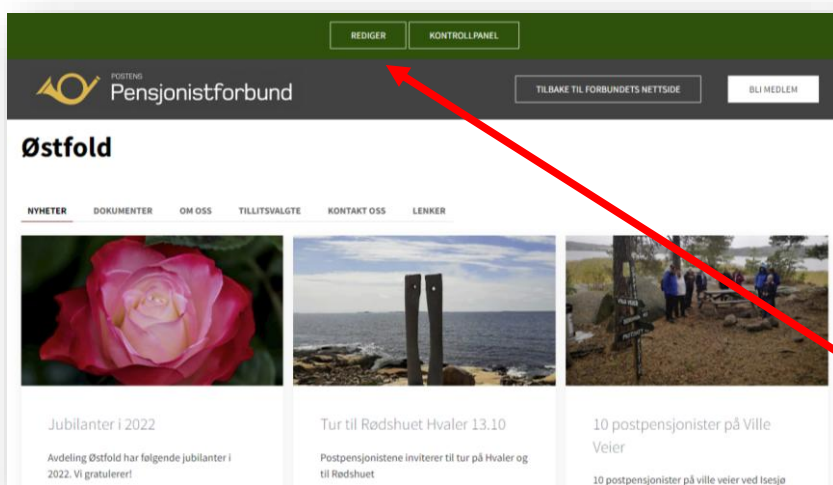 REDIGER KONTROLLPANEL
POSTENS
Pensjonistforbund
TILBAKE TIL FORBUNDETS NETTSIDE BLI MEDLEM
Østfold
NYHETER DOKUMENTER OM OSS TILLITSVALGTE KONTAKT OSS LENKER
Jubilanter i 2022
Avdeling Østfold har følgende jubilanter i
2022. Vi gratulerer!
Tur til Rødshuet Hvaler 13.10
Postpensjonistene inviterer til tur på Hvaler og
til Rødshuet
VILLE VEIER
10 postpensjonister på Ville
Veier
10 postpensjonister på ville veier ved Isesjø